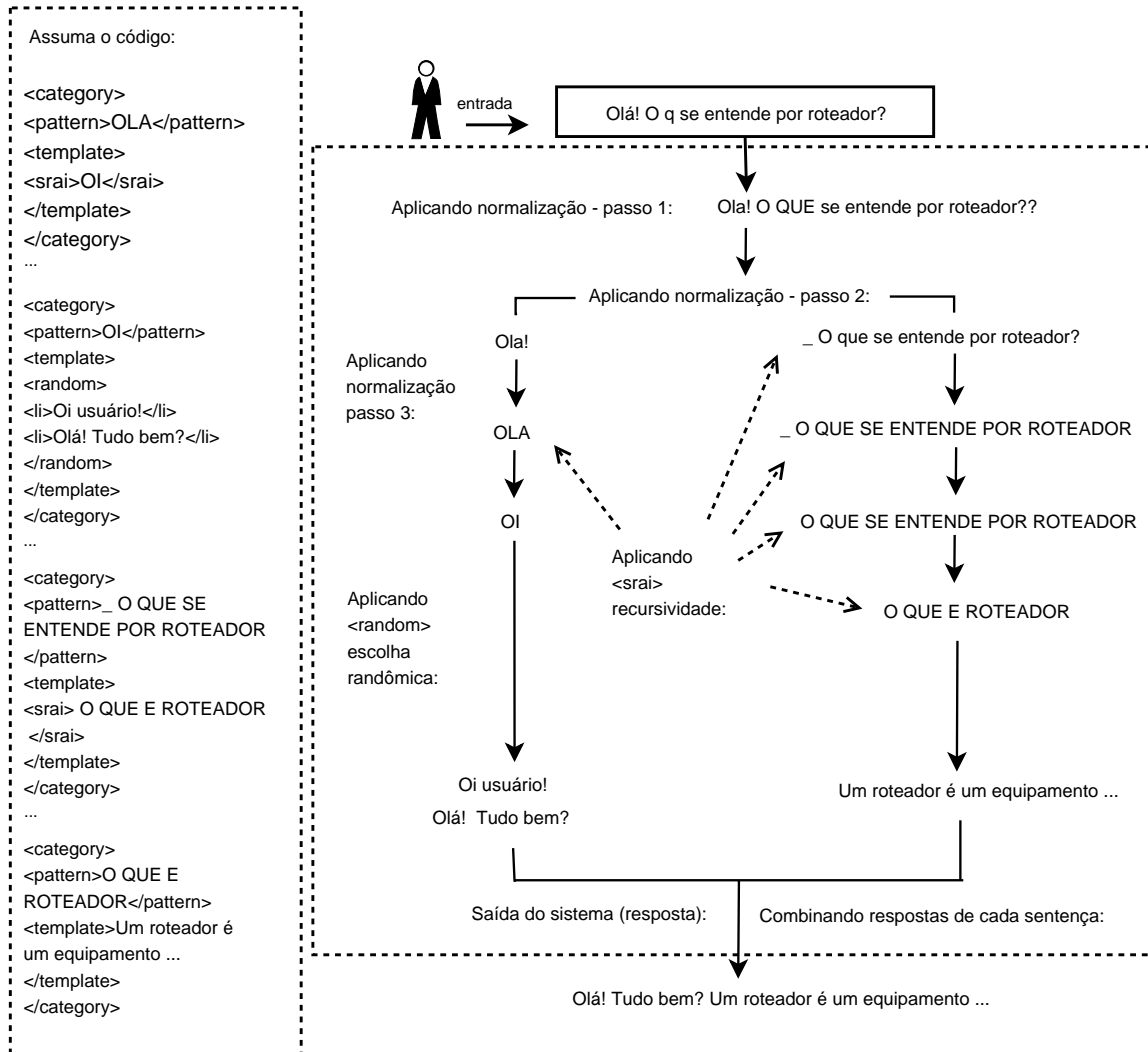 Assuma o código:
<category>
<pattern>OLA</pattern>
<template>
<srai>OI</srai>
</template>
</category>
...
<category>
<pattern>OI</pattern>
<template>
<random>
<li>Oi usuário!</li>
<li>Olá! Tudo bem?</li>
</random>
</template>
</category>
...
<category>
<pattern>_ O QUE SE
ENTENDE POR ROTEADOR
</pattern>
<template>
<srai> O QUE E ROTEADOR
</srai>
</template>
</category>
...
<category>
<pattern>O QUE E
ROTEADOR</pattern>
<template>Um roteador é
um equipamento ...
</template>
</category>
entrada
Olá! O q se entende por roteador?
Aplicando normalização - passo 1:
Ola! O QUE se entende por roteador??
Aplicando normalização - passo 2:
Ola!
_ O que se entende por roteador?
Aplicando
normalização
passo 3:
OLA
_ O QUE SE ENTENDE POR ROTEADOR
OI
O QUE SE ENTENDE POR ROTEADOR
Aplicando
<srai>
recursividade:
O QUE E ROTEADOR
Aplicando
<random>
escolha
randômica:
Oi usuário!
Olá! Tudo bem?
Um roteador é um equipamento ...
Saída do sistema (resposta):
Combinando respostas de cada sentença:
Olá! Tudo bem? Um roteador é um equipamento ...